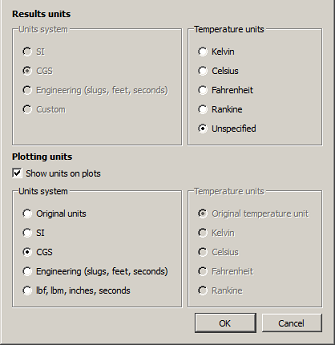 Results units
Units system
SI
CGS
Engineering (slugs, feet, seconds)
Custom
Temperature units
Kelvin
Celsius
Fahrenheit
Rankine
Unspecified
Plotting units
Show units on plots
Units system
Original units
SI
CGS
Engineering (slugs, feet, seconds)
lbf, lbm, inches, seconds
Temperature units
Original temperature unit
Kelvin
Celsius
Fahrenheit
Rankine
OK
Cancel